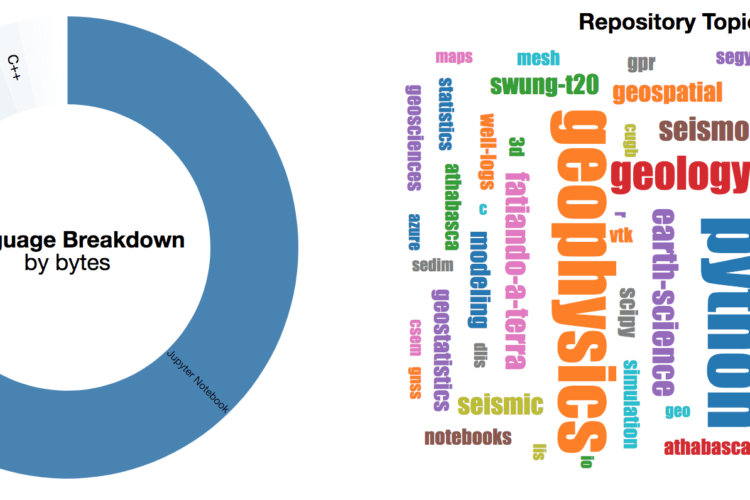 C++
guage Breakdown
by bytes
Jupyter Notebook
Repository Topic
maps
mesh
gpr
segy
swung-t20
geospatial
geosciences
statistics
well-logs
3d
geophysics
cugb
seismo
geology
athabasca
fatiando-a-terra
c
r
vtk
earth-science
python
azure
sedim
modeling
geostatistics
scipy
csem
dlis
gnss
simulation
seismic
geo
notebooks
lis
io
athabasca